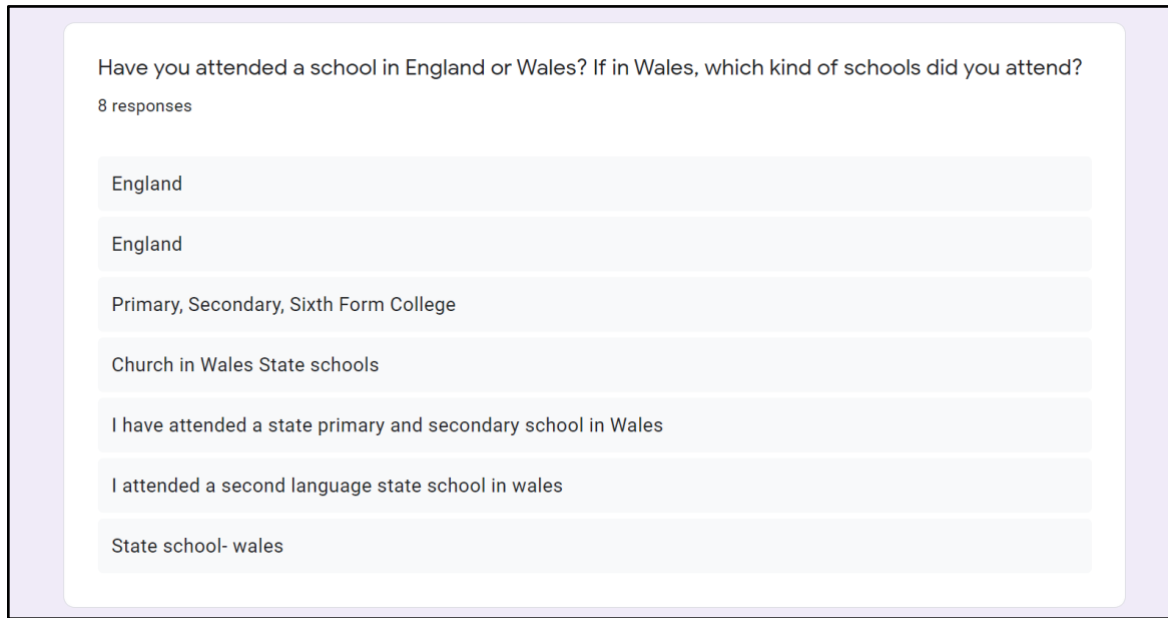 Have you attended a school in England or Wales? If in Wales, which kind of schools did you attend?
8 responses
England
England
Primary, Secondary, Sixth Form College
Church in Wales State schools
I have attended a state primary and secondary school in Wales
I attended a second language state school in wales
State school- wales